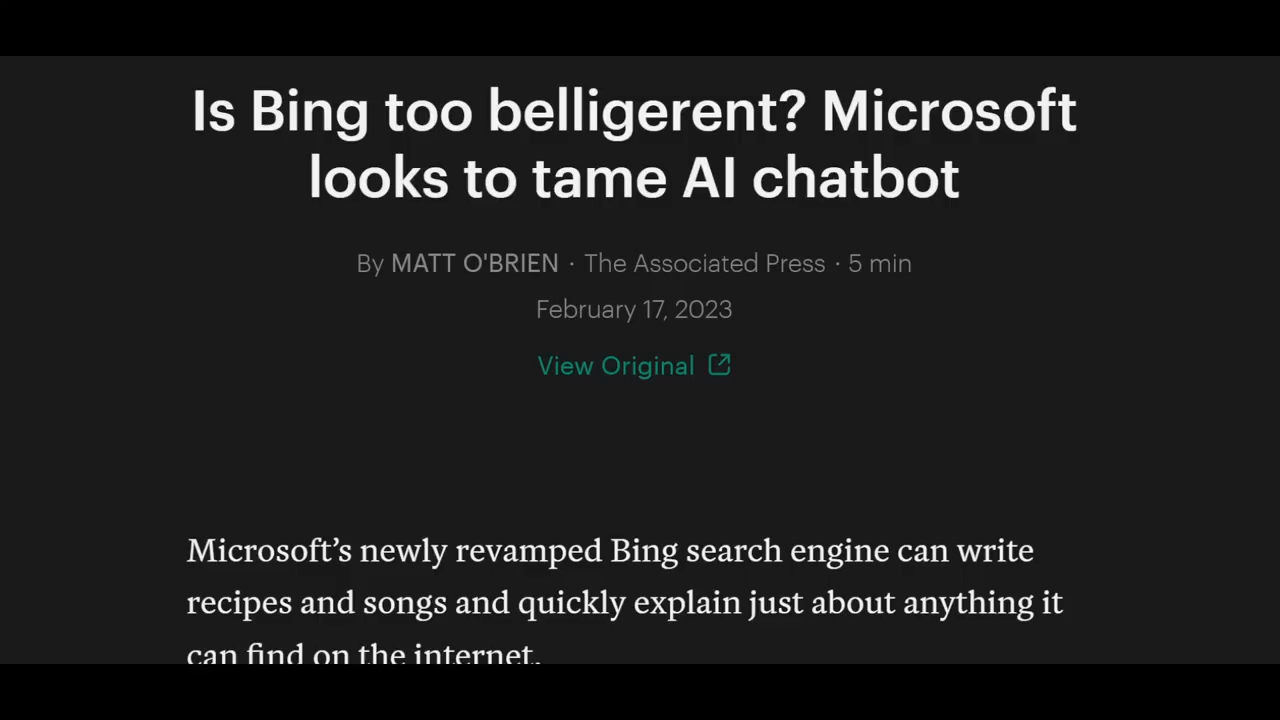 Is Bing too belligerent? Microsoft
looks to tame AI chatbot
By MATT O'BRIEN · The Associated Press · 5 min
February 17, 2023
View Original
Microsoft’s newly revamped Bing search engine can write
recipes and songs and quickly explain just about anything it
can find on the internet.